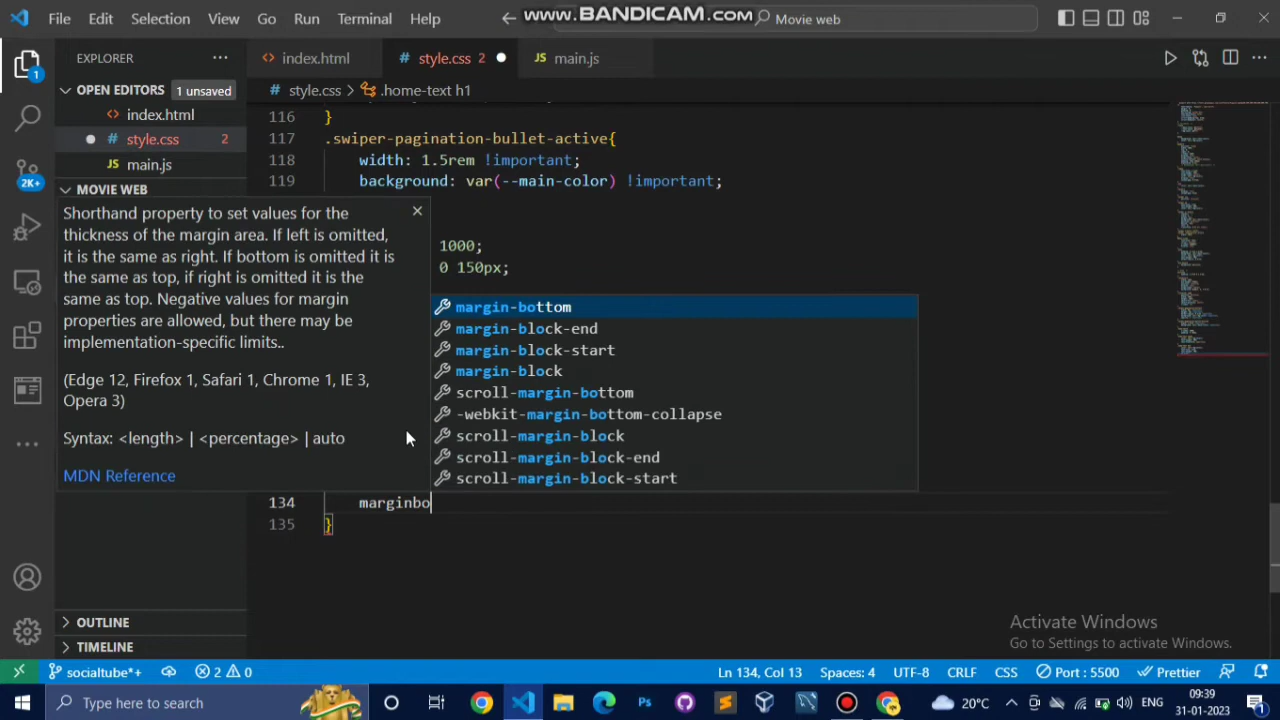 File Edit Selection View Go Run Terminal Help
www.BANDICAM.com
Movie web
EXPLORER
index.html
style.css 2
main.js
OPEN EDITORS 1 unsaved
style.css > .home-text h1
index.html
style.css 2
main.js
MOVIE WEB
116 }
117 .swiper-pagination-bullet-active{
118 width: 1.5rem !important;
119 background: var(--main-color) !important;
1000;
0 150px;
Shorthand property to set values for the
thickness of the margin area. If left is omitted,
it is the same as right. If bottom is omitted it is
the same as top, if right is omitted it is the
same as top. Negative values for margin
properties are allowed, but there may be
implementation-specific limits..
(Edge 12, Firefox 1, Safari 1, Chrome 1, IE 3,
Opera 3)
Syntax: <length> | <percentage> | auto
MDN Reference
margin-bottom
margin-block-end
margin-block-start
margin-block
scroll-margin-bottom
-webkit-margin-bottom-collapse
scroll-margin-block
scroll-margin-block-end
scroll-margin-block-start
134 marginbo
135 }
1
2K+
OUTLINE
TIMELINE
Activate Windows
Go to Settings to activate Windows.
socialtube*+ 2 0 Ln 134, Col 13 Spaces: 4 UTF-8 CRLF CSS Port : 5500 Prettier
Type here to search
Ps
20°C
ENG
09:39
31-01-2023
1